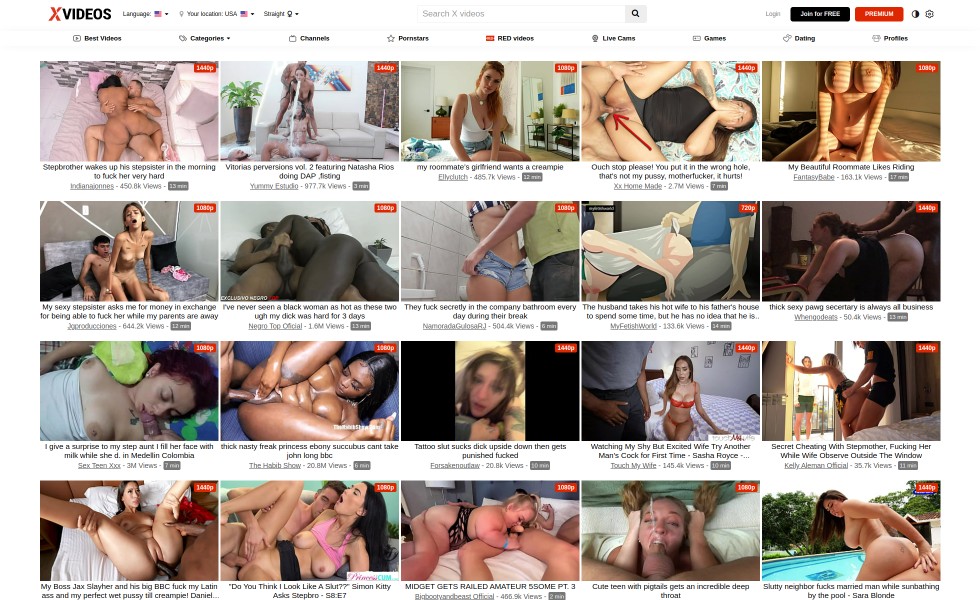 XVIDEOS
Language:
Your location: USA
Straight
Search X videos
Login
Join for FREE
PREMIUM
Best Videos
Categories
Channels
Pornstars
RED videos
Live Cams
Games
Dating
Profiles
1440p
1440p
1080p
1440p
1080p
Stepbrother wakes up his stepsister in the morning
to fuck her very hard
Indianajonnes - 450.8k Views - 13 min
Vitorias perversions vol. 2 featuring Natasha Rios
doing DAP ,fisting
Yummy Estudio - 977.7k Views - 3 min
my roommate's girlfriend wants a creampie
Ellyclutch - 485.7k Views - 12 min
Ouch stop please! You put it in the wrong hole,
that's not my pussy, motherfucker, it hurts!
Xx Home Made - 2.7M Views - 7 min
My Beautiful Roommate Likes Riding
FantasyBabe - 163.1k Views - 17 min
1080p
1080p
1080p
720p
1440p
EXCLUSIVO NEGRO
My sexy stepsister asks me for money in exchange
for being able to fuck her while my parents are away
Jgproducciones - 644.2k Views - 12 min
I've never seen a black woman as hot as these two
ugh my dick was hard for 3 days
Negro Top Oficial - 1.6M Views - 13 min
They fuck secretly in the company bathroom every
day during their break
NamoradaGulosaRJ - 504.4k Views - 6 min
The husband takes his hot wife to his father's house
to spend some time, but he has no idea that he is..
MyFetishWorld - 133.6k Views - 14 min
thick sexy pawg secertary is always all business
Whengodeats - 50.4k Views - 13 min
1080p
1080p
1440p
1440p
1440p
TheHabibShow
I give a surprise to my step aunt I fill her face with
milk while she d. in Medellin Colombia
Sex Teen Xxx - 3M Views - 7 min
thick nasty freak princess ebony succubus cant take
john long bbc
The Habib Show - 20.8M Views - 6 min
Tattoo slut sucks dick upside down then gets
punished fucked
Forsakenoutlaw - 20.8k Views - 10 min
Watching My Shy But Excited Wife Try Another
Man's Cock for First Time - Sasha Royce -...
Touch My Wife - 145.4k Views - 10 min
Secret Cheating With Stepmother, Fucking Her
While Wife Observe Outside The Window
Kelly Aleman Official - 35.7k Views - 11 min
1440p
1080p
1080p
1080p
1440p
PrincessCUM
My Boss Jax Slayher and his big BBC fuck my Latin
ass and my perfect wet pussy till creampie! Daniel...
"Do You Think I Look Like A Slut??" Simon Kitty
Asks Stepbro - S8:E7
MIDGET GETS RAILED AMATEUR 5SOME PT. 3
Bigbootyandbeast Official - 466.9k Views - 2 min
Cute teen with pigtails gets an incredible deep
throat
Slutty neighbor fucks married man while sunbathing
by the pool - Sara Blonde